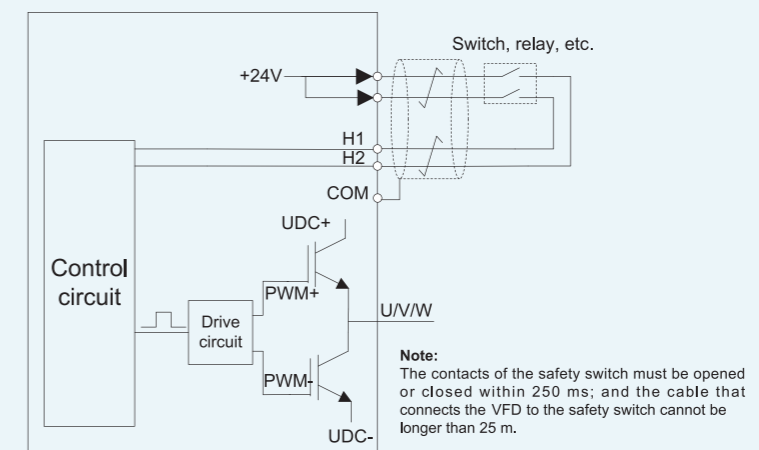 Switch, relay, etc.
+24V
H1
H2
COM
UDC+
Control
circuit
PWM+
U/V/W
Drive
circuit
PWM-
UDC-
Note:
The contacts of the safety switch must be opened
or closed within 250 ms; and the cable that
connects the VFD to the safety switch cannot be
longer than 25 m.